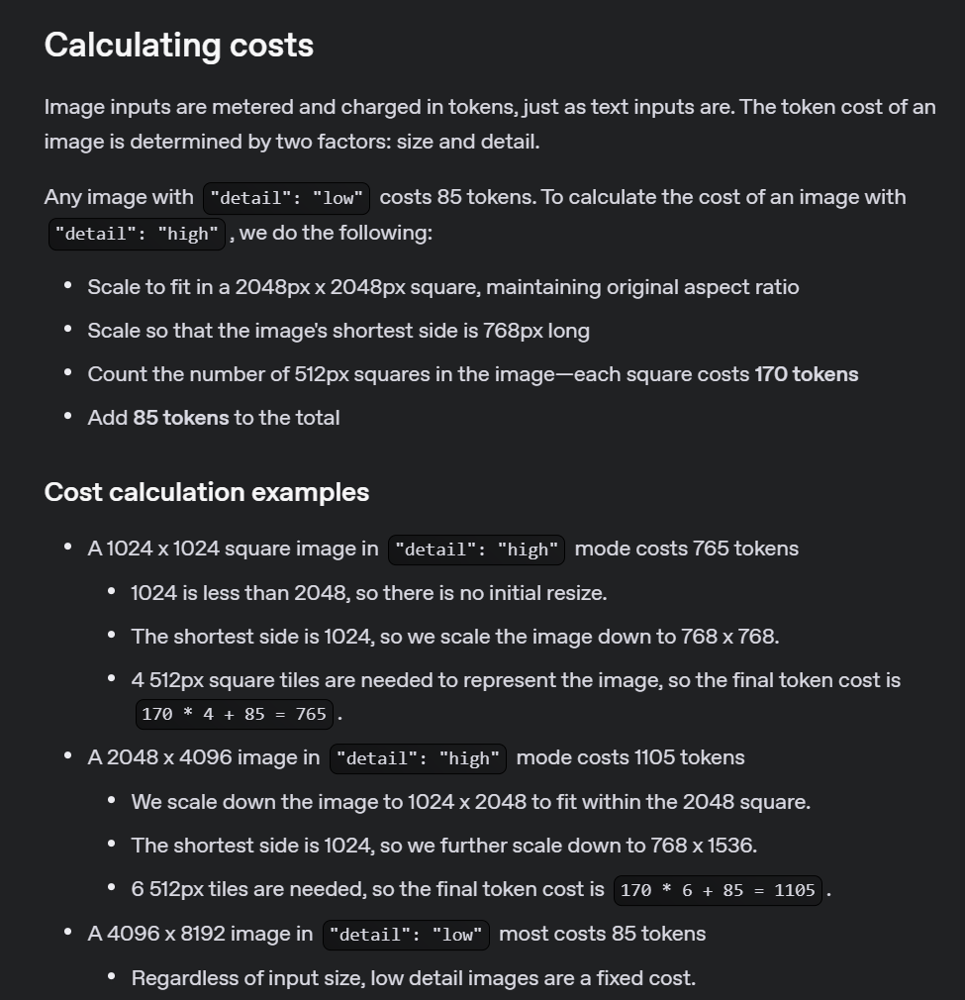 Calculating costs
Image inputs are metered and charged in tokens, just as text inputs are. The token cost of an
image is determined by two factors: size and detail.
Any image with "detail": "low" costs 85 tokens. To calculate the cost of an image with
"detail": "high" , we do the following:
• Scale to fit in a 2048px x 2048px square, maintaining original aspect ratio
• Scale so that the image's shortest side is 768px long
• Count the number of 512px squares in the image—each square costs 170 tokens
• Add 85 tokens to the total
Cost calculation examples
• A 1024 x 1024 square image in "detail": "high" mode costs 765 tokens
• 1024 is less than 2048, so there is no initial resize.
• The shortest side is 1024, so we scale the image down to 768 x 768.
• 4 512px square tiles are needed to represent the image, so the final token cost is
170 * 4 + 85 = 765 .
• A 2048 x 4096 image in "detail": "high" mode costs 1105 tokens
• We scale down the image to 1024 x 2048 to fit within the 2048 square.
• The shortest side is 1024, so we further scale down to 768 x 1536.
• 6 512px tiles are needed, so the final token cost is 170 * 6 + 85 = 1105 .
• A 4096 x 8192 image in "detail": "low" most costs 85 tokens
• Regardless of input size, low detail images are a fixed cost.